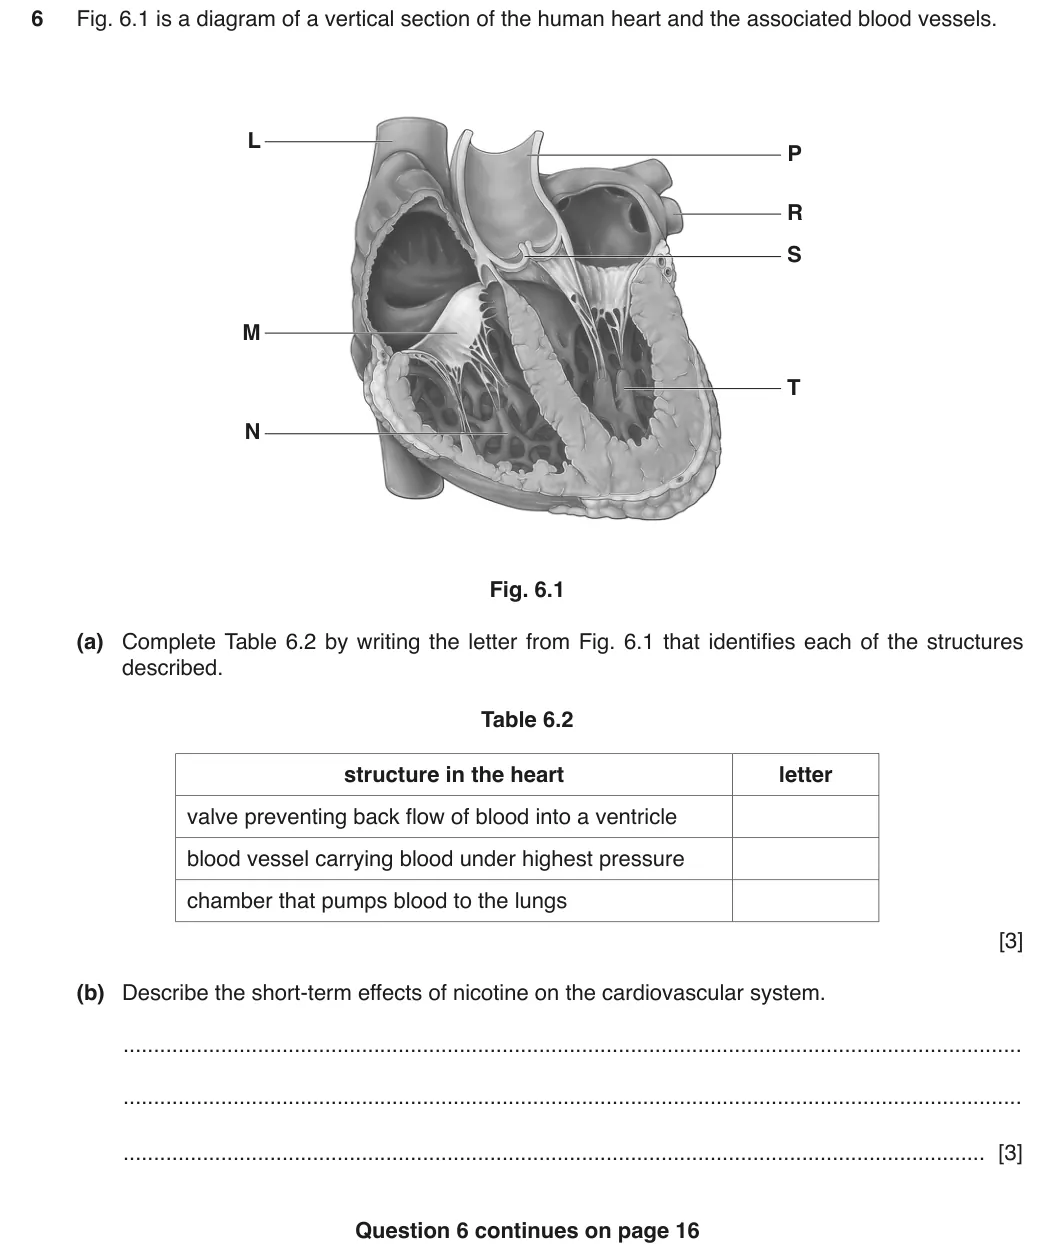 6 Fig. 6.1 is a diagram of a vertical section of the human heart and the associated blood vessels.
L
P
R
S
M
T
N
Fig. 6.1
(a) Complete Table 6.2 by writing the letter from Fig. 6.1 that identifies each of the structures
described.
Table 6.2
structure in the heart letter
valve preventing back flow of blood into a ventricle
blood vessel carrying blood under highest pressure
chamber that pumps blood to the lungs
[3]
(b) Describe the short-term effects of nicotine on the cardiovascular system.
[3]
Question 6 continues on page 16